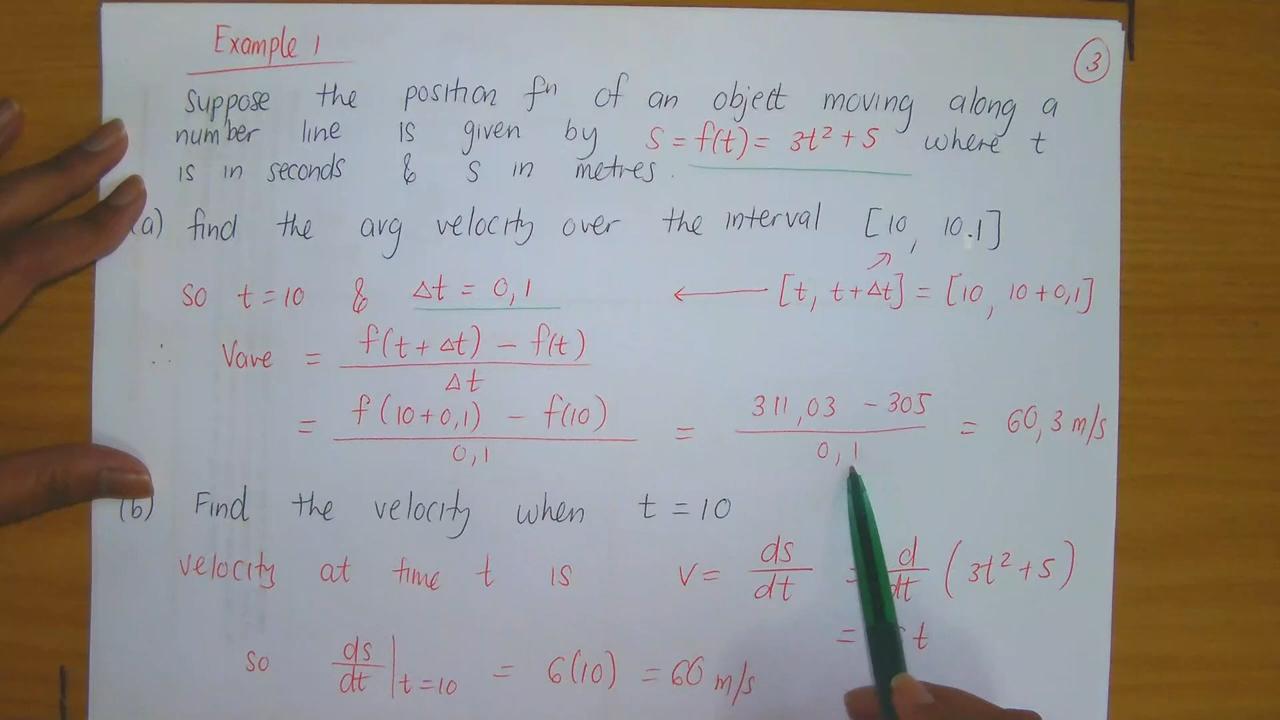 Example 1
3
Suppose the position fⁿ of an object moving along a
number line is given by s = f(t) = 3t² + 5 where t
is in seconds & s in metres.
(a) find the avg velocity over the interval [10, 10.1]
so t = 10 & Δt = 0,1 ← [t, t+Δt] = [10, 10+0,1]
∴ Vave = f(t+Δt) − f(t) / Δt
= f(10+0,1) − f(10) / 0,1 = 311,03 − 305 / 0,1 = 60,3 m/s
(b) Find the velocity when t = 10
velocity at time t is v = ds/dt = d/dt (3t² + 5)
= t
so ds/dt | t=10 = 6(10) = 60 m/s